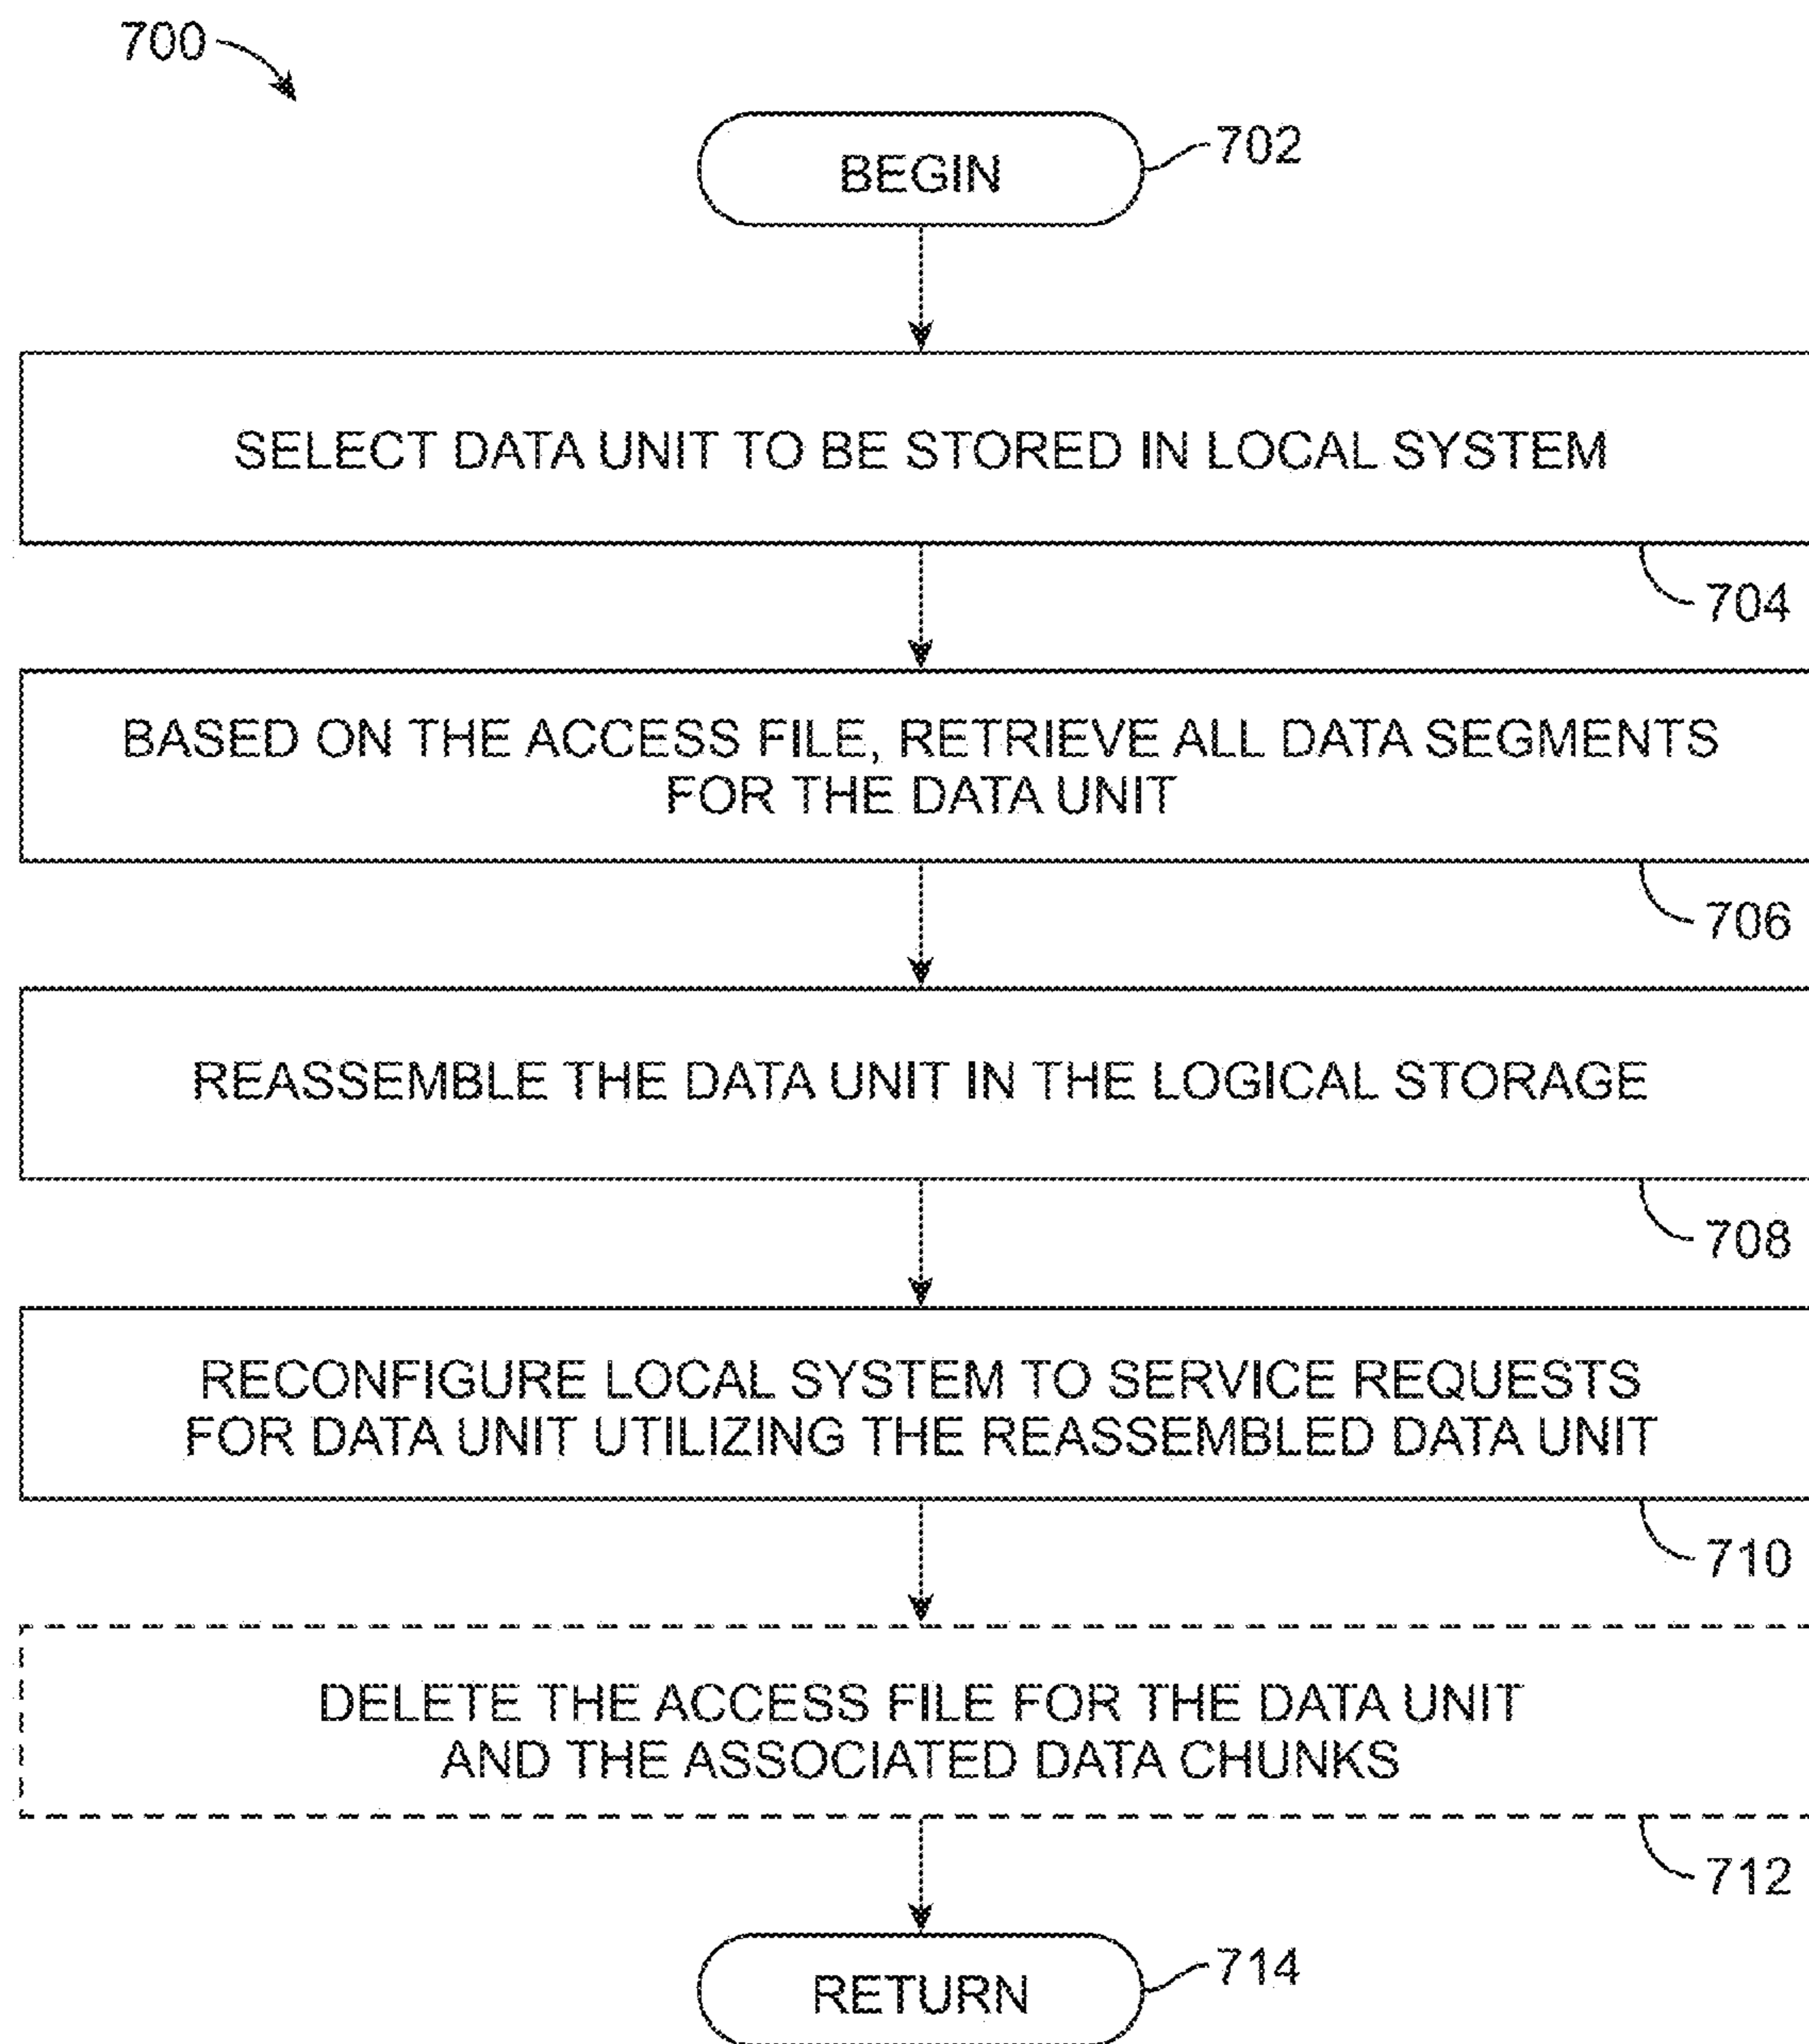 700
BEGIN
702
SELECT DATA UNIT TO BE STORED IN LOCAL SYSTEM
704
BASED ON THE ACCESS FILE, RETRIEVE ALL DATA SEGMENTS
FOR THE DATA UNIT
706
REASSEMBLE THE DATA UNIT IN THE LOGICAL STORAGE
708
RECONFIGURE LOCAL SYSTEM TO SERVICE REQUESTS
FOR DATA UNIT UTILIZING THE REASSEMBLED DATA UNIT
710
DELETE THE ACCESS FILE FOR THE DATA UNIT
AND THE ASSOCIATED DATA CHUNKS
712
RETURN
714